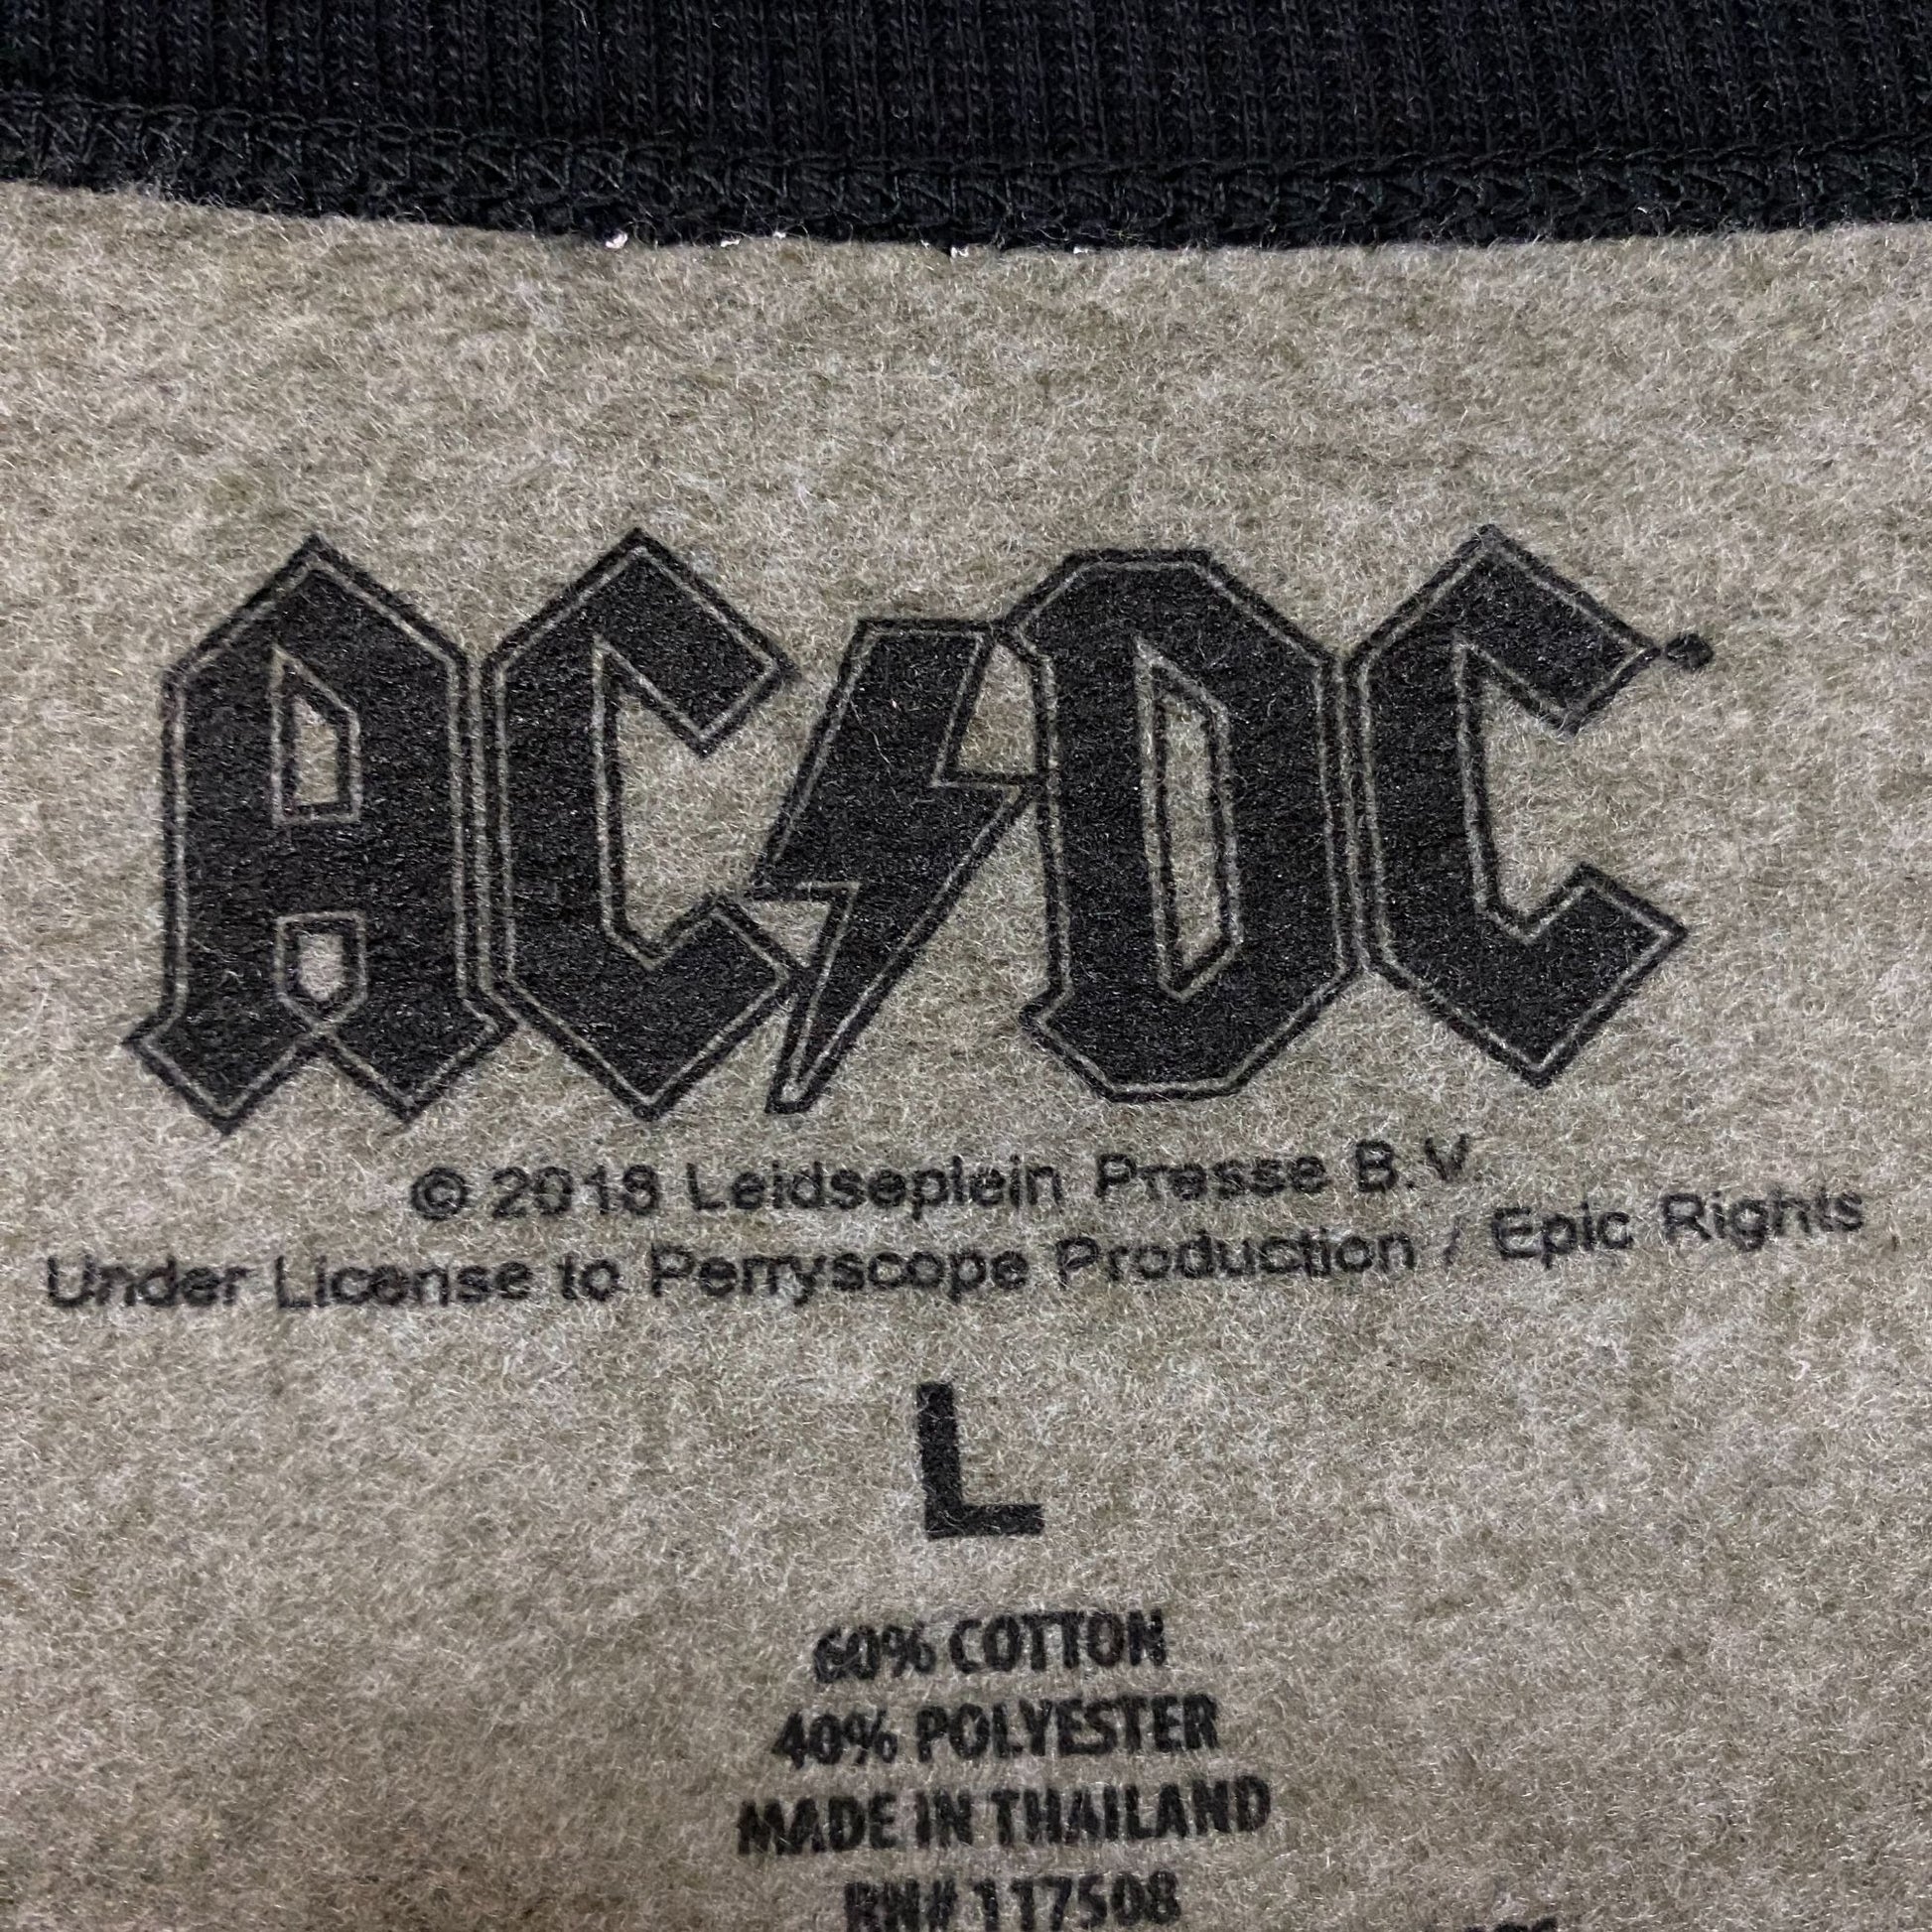 AC/DC
© 2018 Leidseplein Presse B.V.
Under License to Perryscope Production / Epic Rights
L
60% COTTON
40% POLYESTER
MADE IN THAILAND
RN# 117508